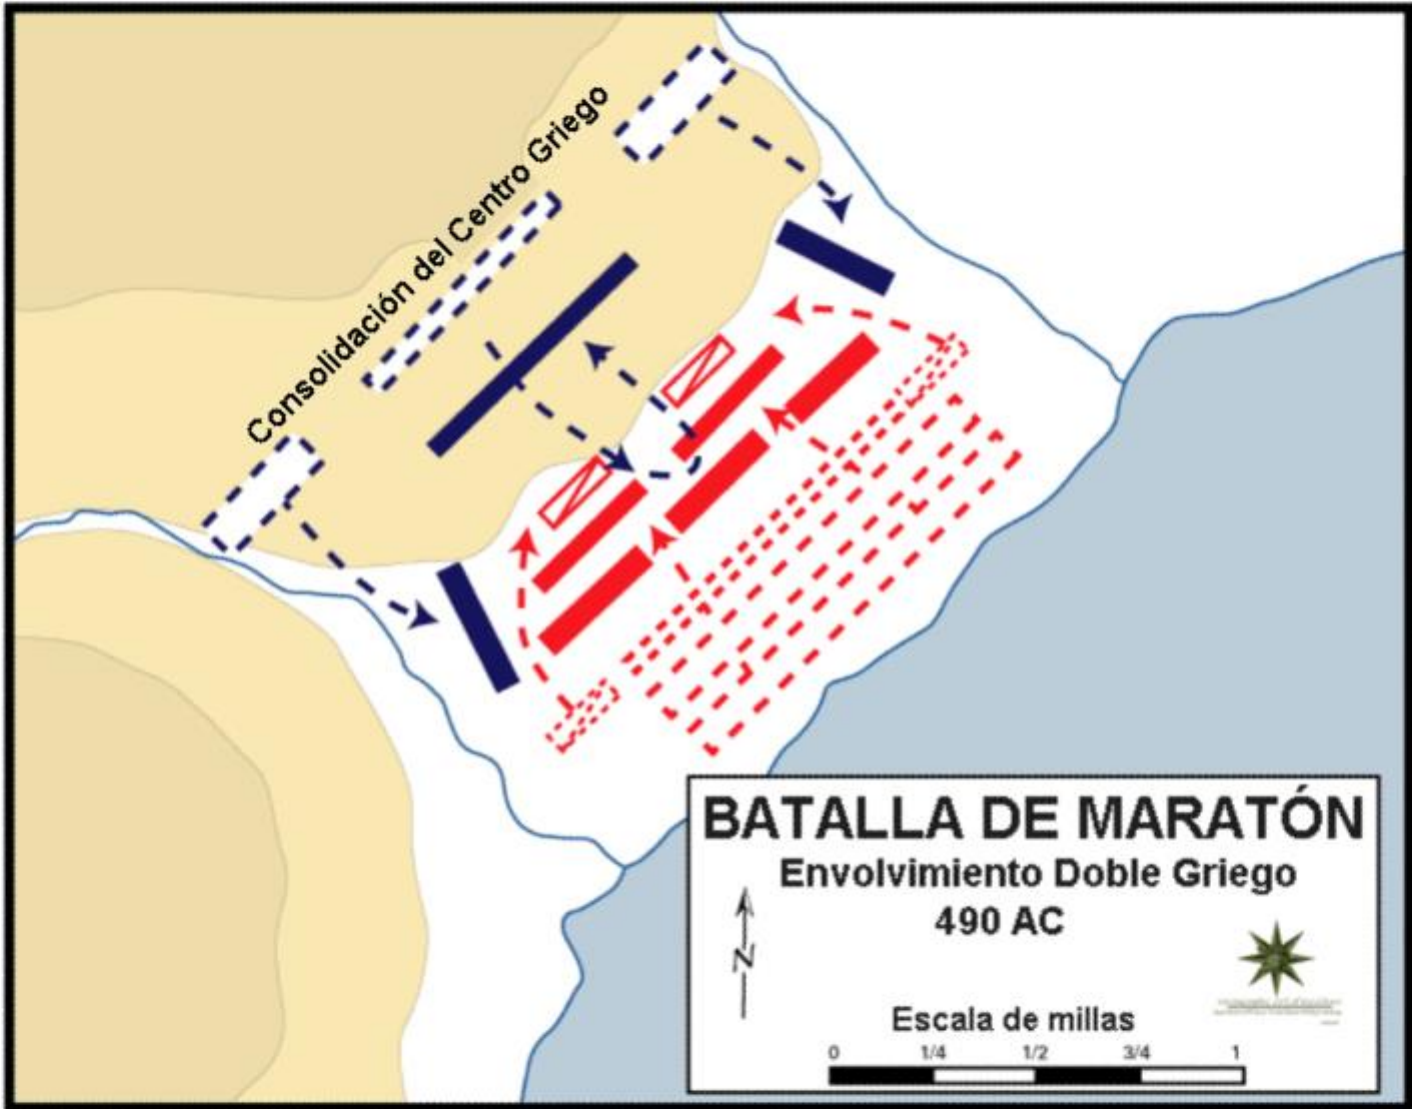 Consolidación del Centro Griego
BATALLA DE MARATÓN
Envolvimiento Doble Griego
490 AC
N
Escala de millas
0 1/4 1/2 3/4 1